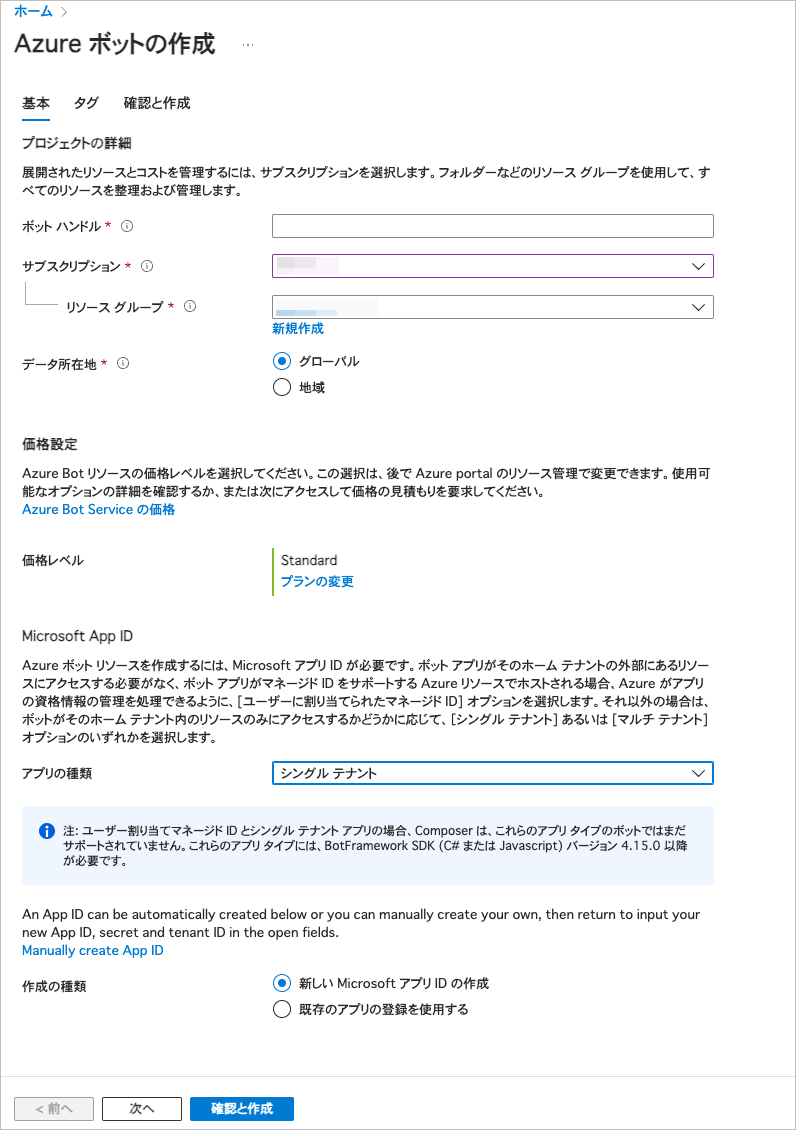 ホーム >
Azure ボットの作成 …
基本 タグ 確認と作成
プロジェクトの詳細
展開されたリソースとコストを管理するには、サブスクリプションを選択します。フォルダーなどのリソース グループを使用して、す
べてのリソースを整理および管理します。
ボット ハンドル *
サブスクリプション *
リソース グループ *
新規作成
データ所在地 * グローバル
地域
価格設定
Azure Bot リソースの価格レベルを選択してください。この選択は、後で Azure portal のリソース管理で変更できます。使用可
能なオプションの詳細を確認するか、または次にアクセスして価格の見積もりを要求してください。
Azure Bot Service の価格
価格レベル Standard
プランの変更
Microsoft App ID
Azure ボット リソースを作成するには、Microsoft アプリ ID が必要です。ボット アプリがそのホーム テナントの外部にあるリソー
スにアクセスする必要がなく、ボット アプリがマネージド ID をサポートする Azure リソースでホストされる場合、Azure がアプリ
の資格情報の管理を処理できるように、[ユーザーに割り当てられたマネージド ID] オプションを選択します。それ以外の場合は、
ボットがそのホーム テナント内のリソースのみにアクセスするかどうかに応じて、[シングル テナント] あるいは [マルチ テナント]
オプションのいずれかを選択します。
アプリの種類 シングル テナント
注: ユーザー割り当てマネージド ID とシングル テナント アプリの場合、Composer は、これらのアプリ タイプのボットではまだ
サポートされていません。これらのアプリ タイプには、BotFramework SDK (C# または Javascript) バージョン 4.15.0 以降
が必要です。
An App ID can be automatically created below or you can manually create your own, then return to input your
new App ID, secret and tenant ID in the open fields.
Manually create App ID
作成の種類 新しい Microsoft アプリ ID の作成
既存のアプリの登録を使用する
< 前へ 次へ 確認と作成